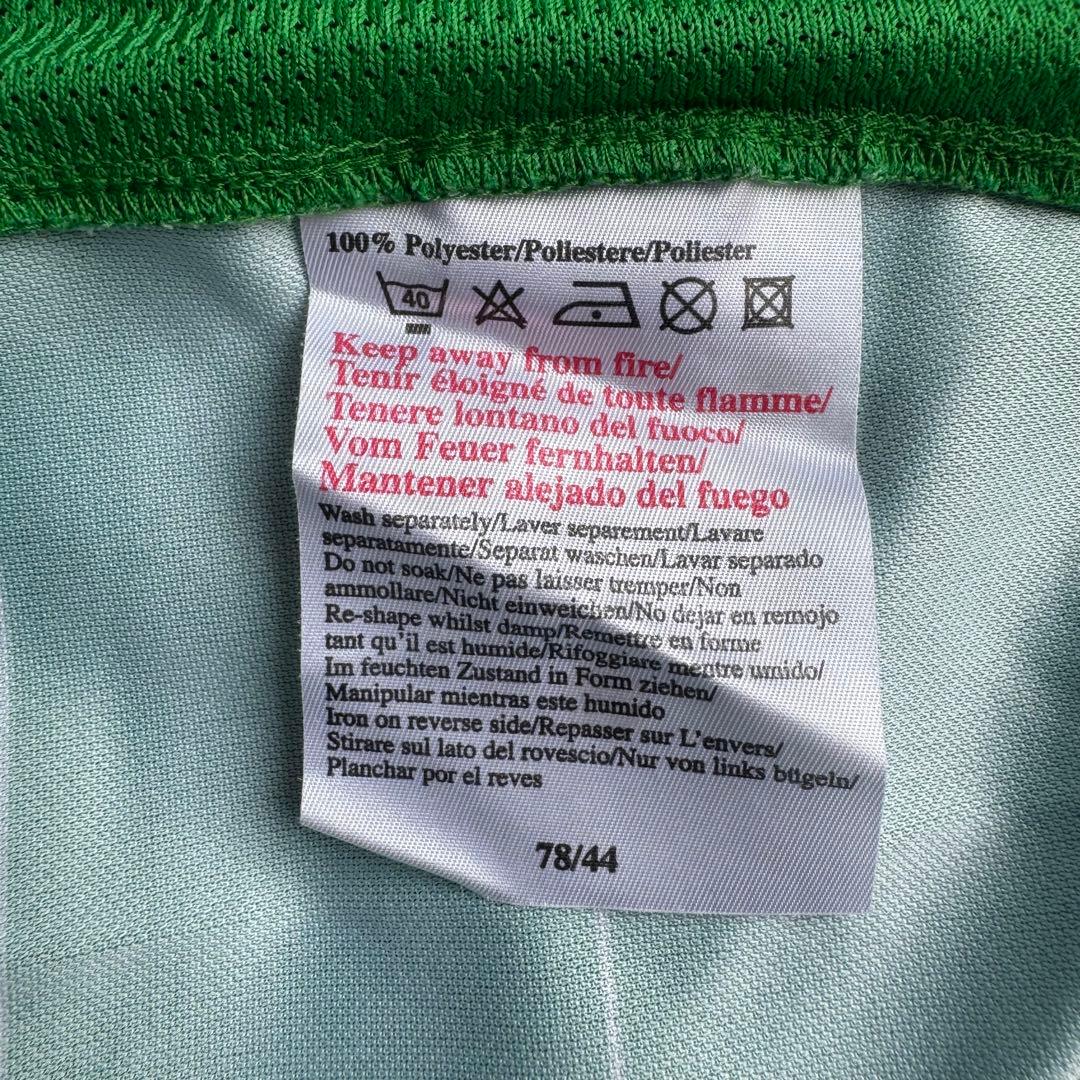 100% Polyester/Poliestere/Poliester
40
Keep away from fire/
Tenir éloigné de toute flamme/
Tenere lontano del fuoco/
Vom Feuer fernhalten/
Mantener alejado del fuego
Wash separately/Laver separement/Lavare
separatamente/Separat waschen/Lavar separado
Do not soak/Ne pas laisser tremper/Non
ammollare/Nicht einweichen/No dejar en remojo
Re-shape whilst damp/Remettre en forme
tant qu'il est humide/Rifoggiare mentre umido/
Im feuchten Zustand in Form ziehen/
Manipular mientras este humido
Iron on reverse side/Repasser sur L'envers/
Stirare sul lato del rovescio/Nur von links bügeln/
Planchar por el reves
78/44